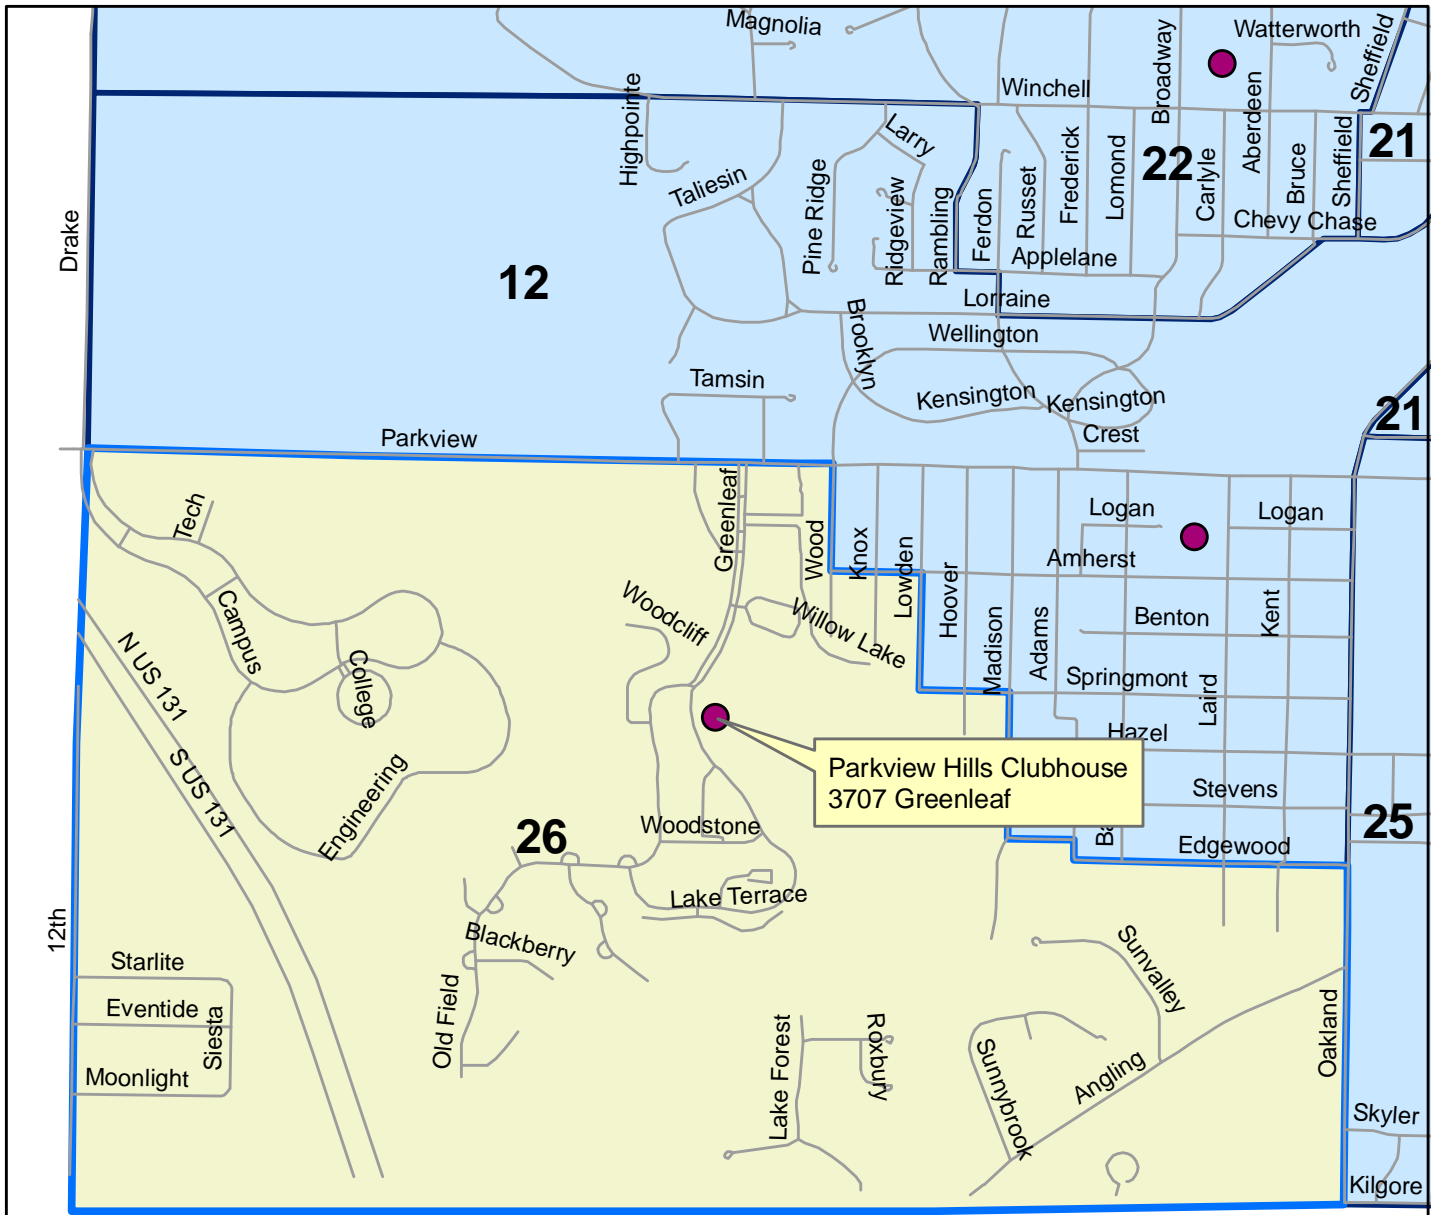 Magnolia
Broadway
Watterworth
Sheffield
Highpointe
Winchell
Larry
Aberdeen
21
22
Taliesin
Pine Ridge
Ridgeview
Rambling
Ferdon
Russet
Frederick
Lomond
Carlyle
Bruce
Sheffield
Chevy Chase
Drake
12
Applelane
Lorraine
Brooklyn
Wellington
Tamsin
Kensington
Kensington
21
Parkview
Crest
Tech
Greenleaf
Wood
Knox
Lowden
Logan
Logan
Amherst
Hoover
Madison
Adams
Benton
Kent
Campus
Woodcliff
Willow Lake
N US 131
College
Springmont
Laird
Hazel
S US 131
Engineering
Parkview Hills Clubhouse
3707 Greenleaf
Stevens
26
Woodstone
Ba
Edgewood
25
Lake Terrace
12th
Blackberry
Starlite
Eventide
Siesta
Moonlight
Old Field
Sunvalley
Lake Forest
Roxbury
Sunnybrook
Angling
Oakland
Skyler
Kilgore